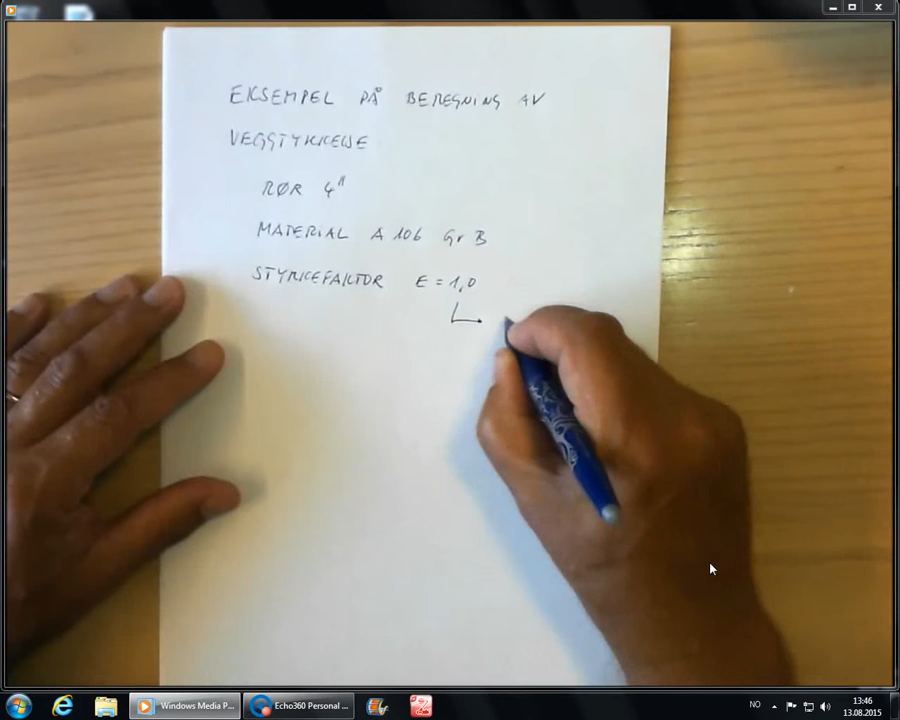 EKSEMPEL PÅ BEREGNING AV
VEGGTYKKELSE
RØR 4"
MATERIAL A 106 Gr B
STYRKEFAKTOR E = 1,0
Windows Media P...
Echo360 Personal ...
NO
13:46
13.08.2015